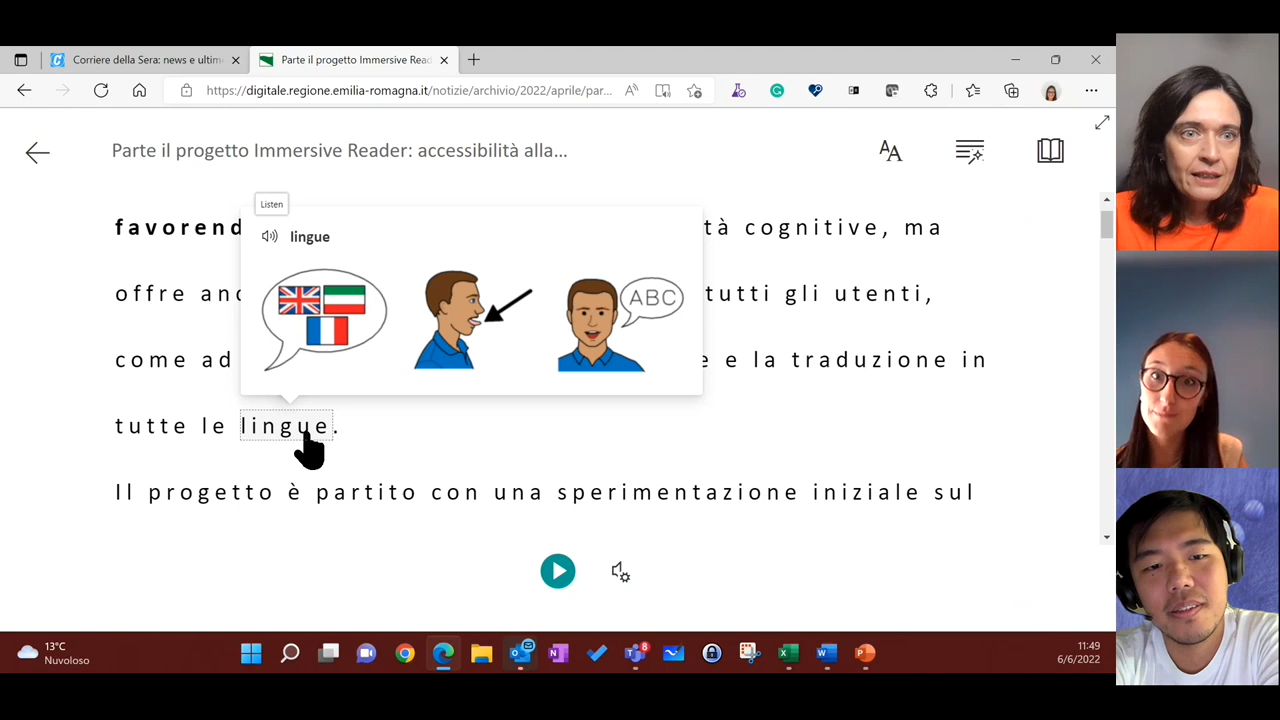 Corriere della Sera: news e ultim
Parte il progetto Immersive Read
https://digitale.regione.emilia-romagna.it/notizie/archivio/2022/aprile/par...
Parte il progetto Immersive Reader: accessibilità alla...
Listen
lingue
ABC
favorend tà cognitive, ma
offre and tutti gli utenti,
come ad e e la traduzione in
tutte le lingue.
Il progetto è partito con una sperimentazione iniziale sul
13°C
Nuvoloso
8
11:49
6/6/2022